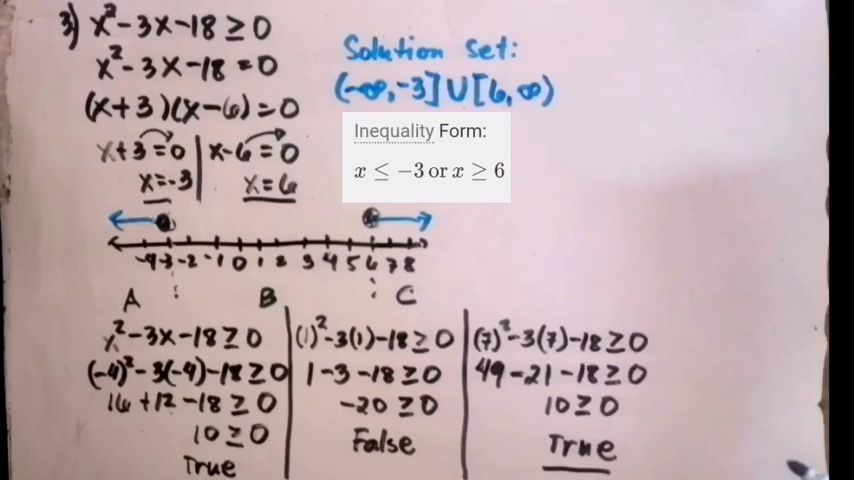 3) x² - 3x - 18 ≥ 0
x² - 3x - 18 = 0
(x+3)(x-6) = 0
x+3=0 | x-6=0
x=-3 | x=6
Solution set:
(-∞, -3] ∪ [6, ∞)
Inequality Form:
x ≤ -3 or x ≥ 6
-4 -3 -2 -1 0 1 2 3 4 5 6 7 8
A B C
x² - 3x - 18 ≥ 0
(-4)² - 3(-4) - 18 ≥ 0
16 + 12 - 18 ≥ 0
10 ≥ 0
True
(1)² - 3(1) - 18 ≥ 0
1 - 3 - 18 ≥ 0
-20 ≥ 0
False
(7)² - 3(7) - 18 ≥ 0
49 - 21 - 18 ≥ 0
10 ≥ 0
True